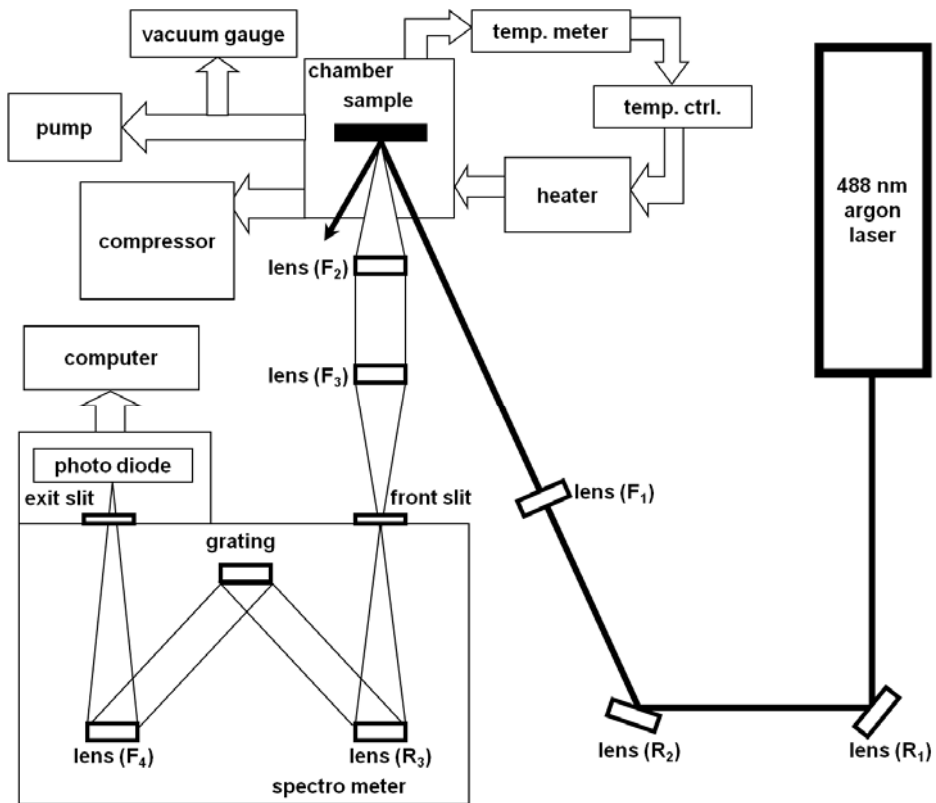 vacuum gauge
temp. meter
chamber
sample
temp. ctrl.
pump
488 nm
argon
laser
heater
compressor
lens (F₂)
computer
lens (F₃)
photo diode
exit slit
front slit
lens (F₁)
grating
lens (F₄)
lens (R₃)
lens (R₂)
lens (R₁)
spectro meter